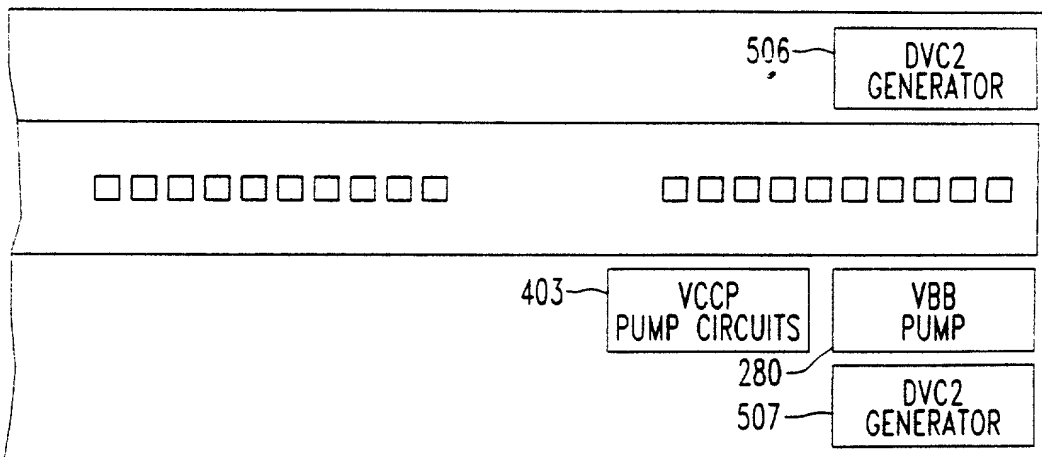 506
DVC2
GENERATOR
403
VCCP
PUMP CIRCUITS
VBB
PUMP
280
507
DVC2
GENERATOR